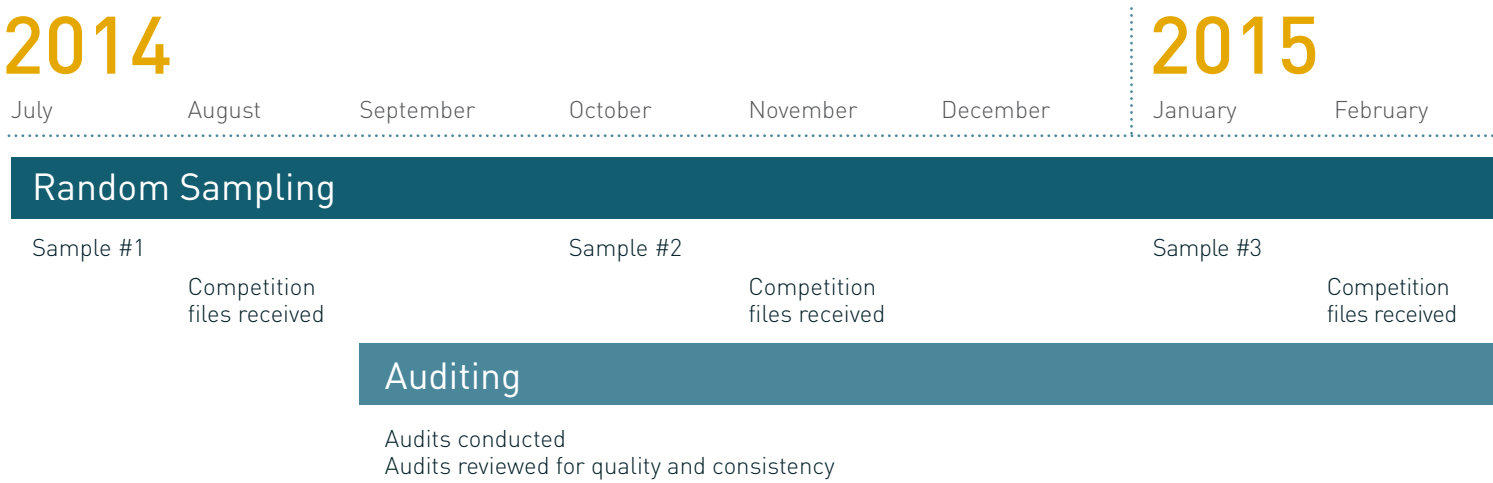 2014 2015
July August September October November December January February
Random Sampling
Sample #1 Sample #2 Sample #3
Competition Competition Competition
files received files received files received
Auditing
Audits conducted
Audits reviewed for quality and consistency